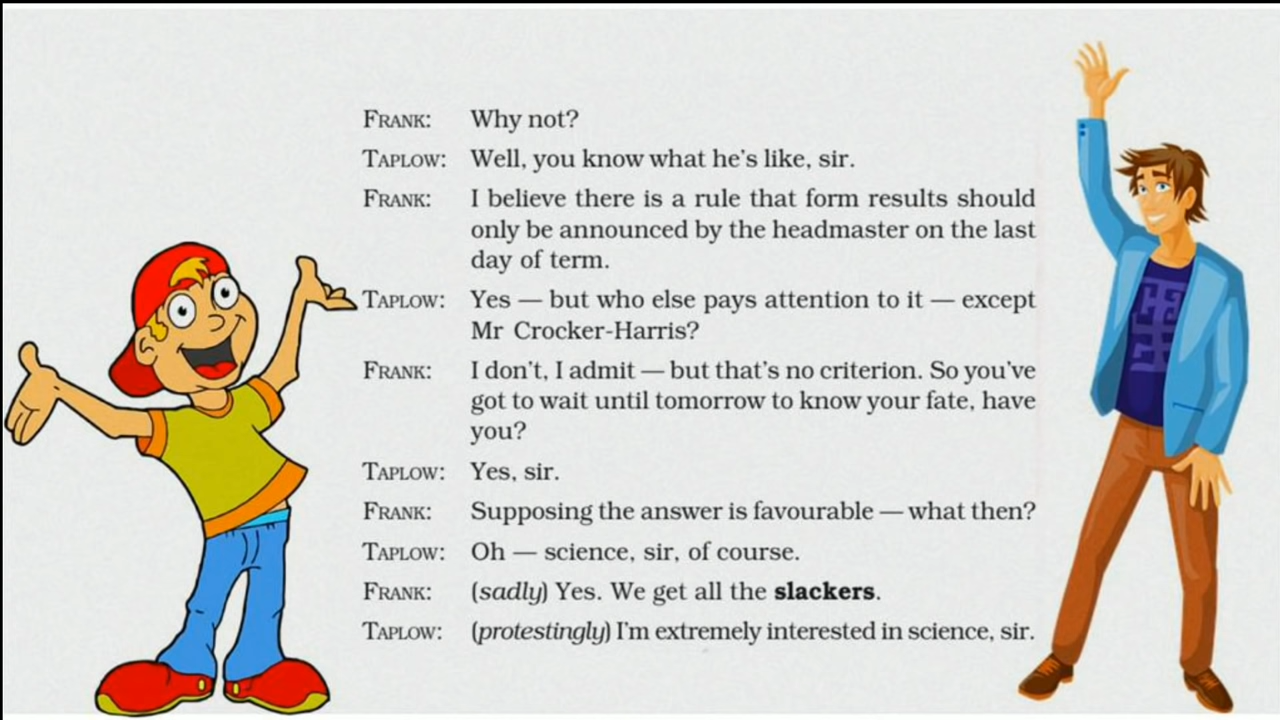 FRANK: Why not?
TAPLOW: Well, you know what he's like, sir.
FRANK: I believe there is a rule that form results should
only be announced by the headmaster on the last
day of term.
TAPLOW: Yes — but who else pays attention to it — except
Mr Crocker-Harris?
FRANK: I don't, I admit — but that's no criterion. So you've
got to wait until tomorrow to know your fate, have
you?
TAPLOW: Yes, sir.
FRANK: Supposing the answer is favourable — what then?
TAPLOW: Oh — science, sir, of course.
FRANK: (sadly) Yes. We get all the slackers.
TAPLOW: (protestingly) I'm extremely interested in science, sir.